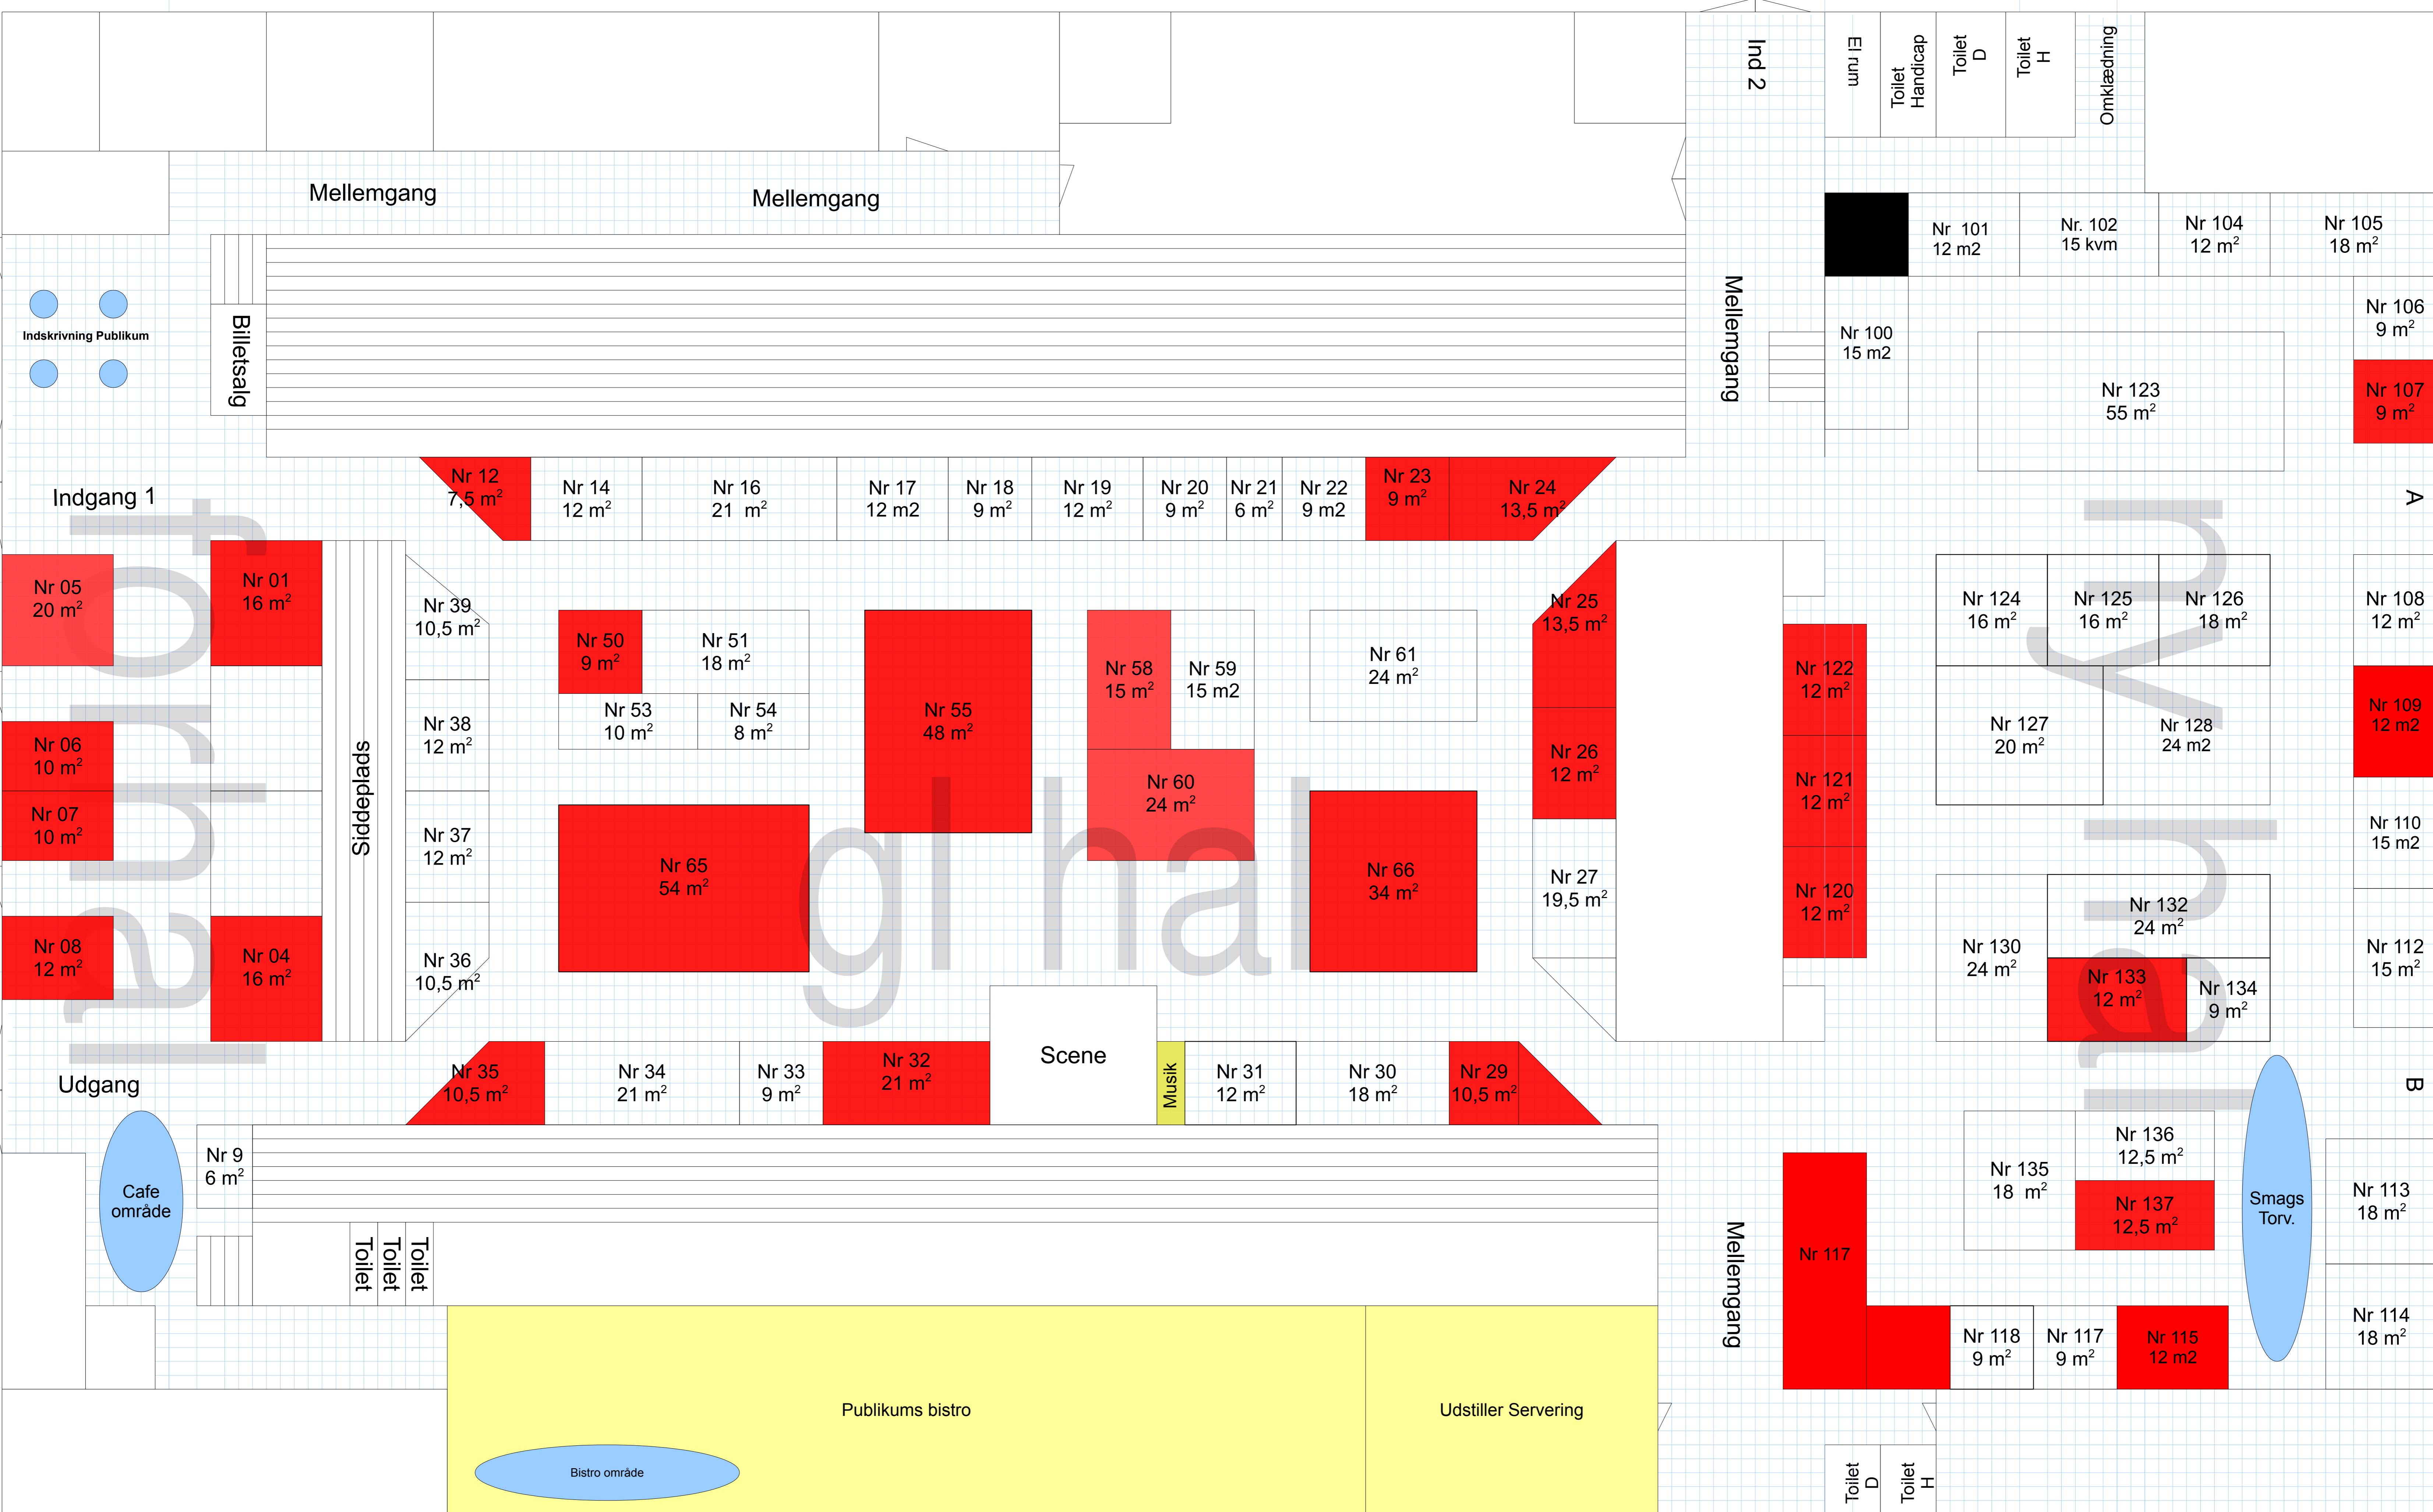 Ind 2
El rum
Toilet
Handicap
Toilet
D
Toilet
H
Omklædning
Mellemgang
Mellemgang
Nr 101
12 m2
Nr. 102
15 kvm
Nr 104
12 m²
Nr 105
18 m²
Indskrivning Publikum
Billetsalg
Mellemgang
Nr 100
15 m2
Nr 106
9 m²
Nr 123
55 m²
Nr 107
9 m²
Indgang 1
Nr 12
7,5 m²
Nr 14
12 m²
Nr 16
21 m²
Nr 17
12 m2
Nr 18
9 m²
Nr 19
12 m²
Nr 20
9 m²
Nr 21
6 m²
Nr 22
9 m2
Nr 23
9 m²
Nr 24
13,5 m²
A
forhal
gl hal
ny hal
Nr 05
20 m²
Nr 01
16 m²
Nr 39
10,5 m²
Nr 50
9 m²
Nr 51
18 m²
Nr 53
10 m²
Nr 54
8 m²
Nr 55
48 m²
Nr 58
15 m²
Nr 59
15 m2
Nr 60
24 m²
Nr 61
24 m²
Nr 25
13,5 m²
Nr 26
12 m²
Nr 27
19,5 m²
Nr 122
12 m²
Nr 121
12 m²
Nr 120
12 m²
Nr 124
16 m²
Nr 125
16 m²
Nr 126
18 m²
Nr 127
20 m²
Nr 128
24 m2
Nr 108
12 m²
Nr 109
12 m2
Nr 110
15 m2
Nr 112
15 m²
Nr 06
10 m²
Nr 07
10 m²
Nr 08
12 m²
Nr 04
16 m²
Siddeplads
Nr 38
12 m²
Nr 37
12 m²
Nr 36
10,5 m²
Nr 65
54 m²
Nr 66
34 m²
Nr 130
24 m²
Nr 132
24 m²
Nr 133
12 m²
Nr 134
9 m²
Udgang
Nr 35
10,5 m²
Nr 34
21 m²
Nr 33
9 m²
Nr 32
21 m²
Scene
Musik
Nr 31
12 m²
Nr 30
18 m²
Nr 29
10,5 m²
B
Cafe
område
Nr 9
6 m²
Toilet
Toilet
Toilet
Mellemgang
Nr 117
Nr 135
18 m²
Nr 136
12,5 m²
Nr 137
12,5 m²
Smags
Torv.
Nr 113
18 m²
Nr 114
18 m²
Nr 118
9 m²
Nr 117
9 m²
Nr 115
12 m2
Publikums bistro
Udstiller Servering
Bistro område
Toilet
D
Toilet
H